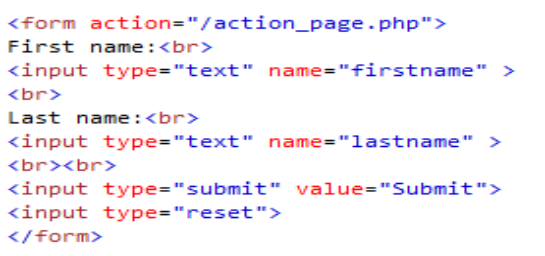 <form action="/action_page.php">
First name:<br>
<input type="text" name="firstname" >
<br>
Last name:<br>
<input type="text" name="lastname" >
<br><br>
<input type="submit" value="Submit">
<input type="reset">
</form>